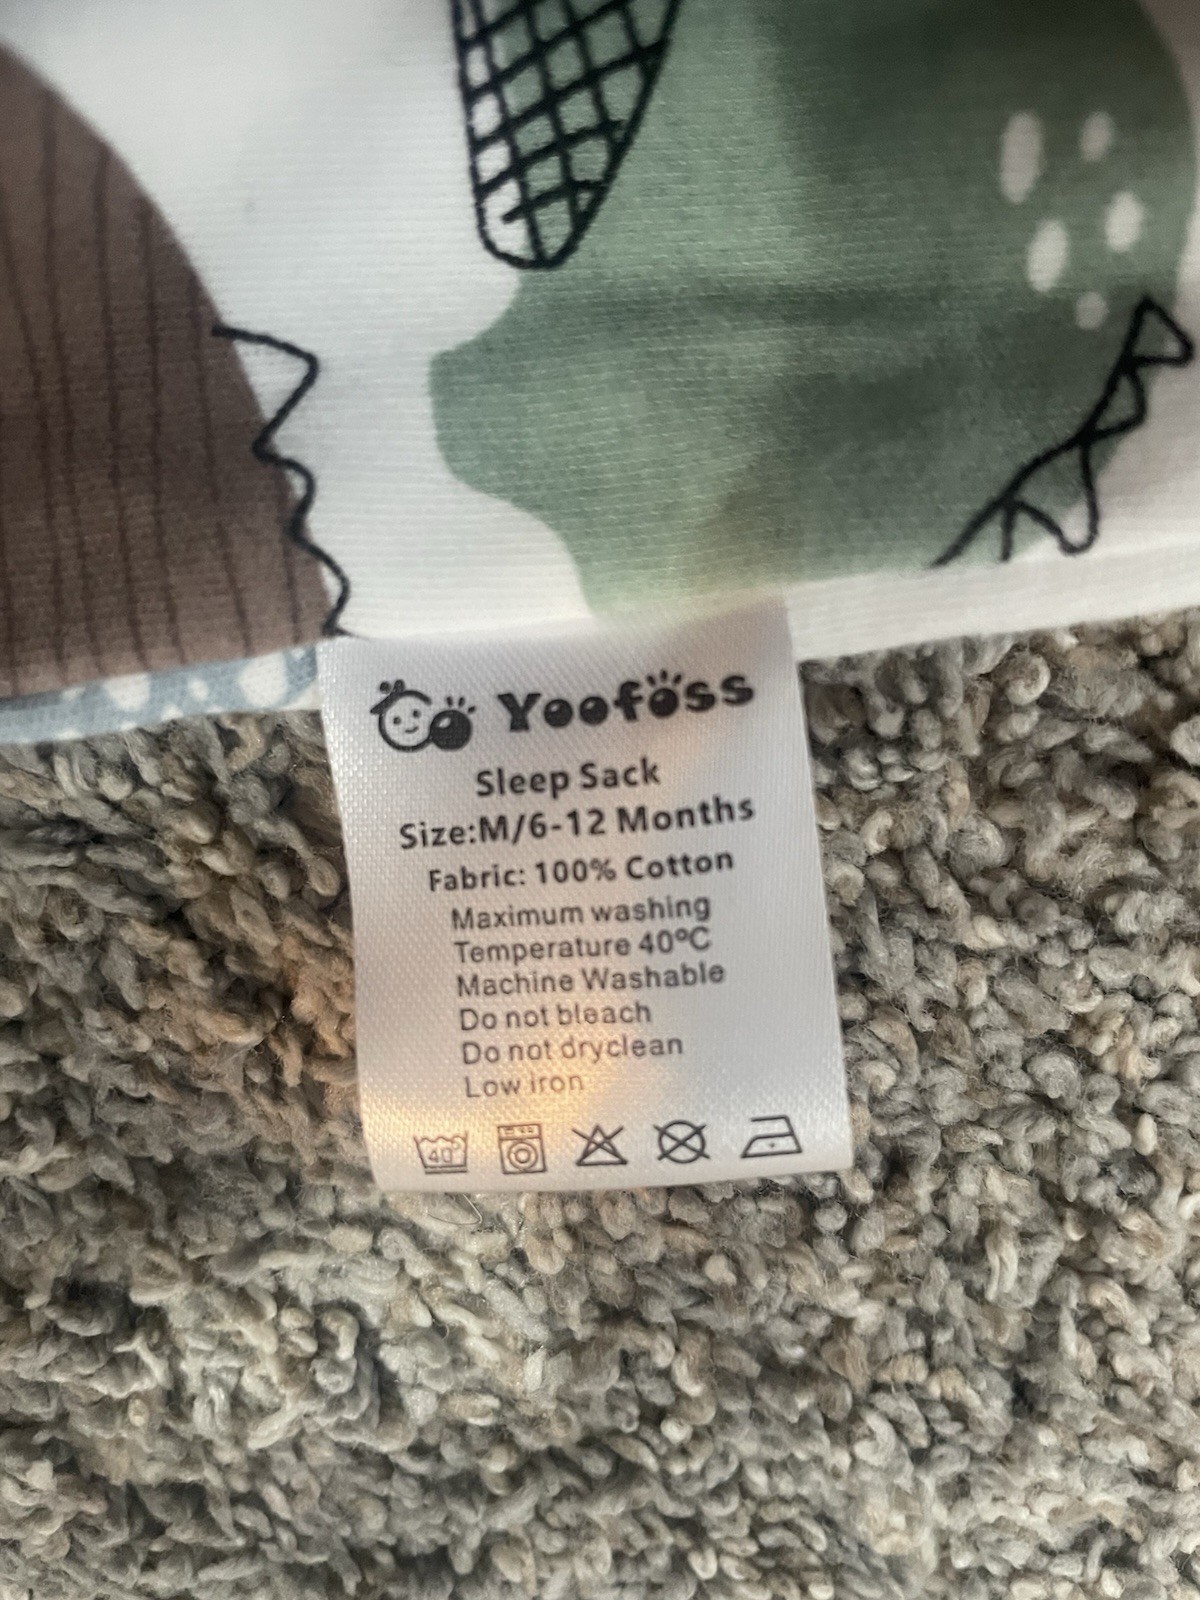 Yoofoss
Sleep Sack
Size:M/6-12 Months
Fabric: 100% Cotton
Maximum washing
Temperature 40ºC
Machine Washable
Do not bleach
Do not dryclean
Low iron
40° 40